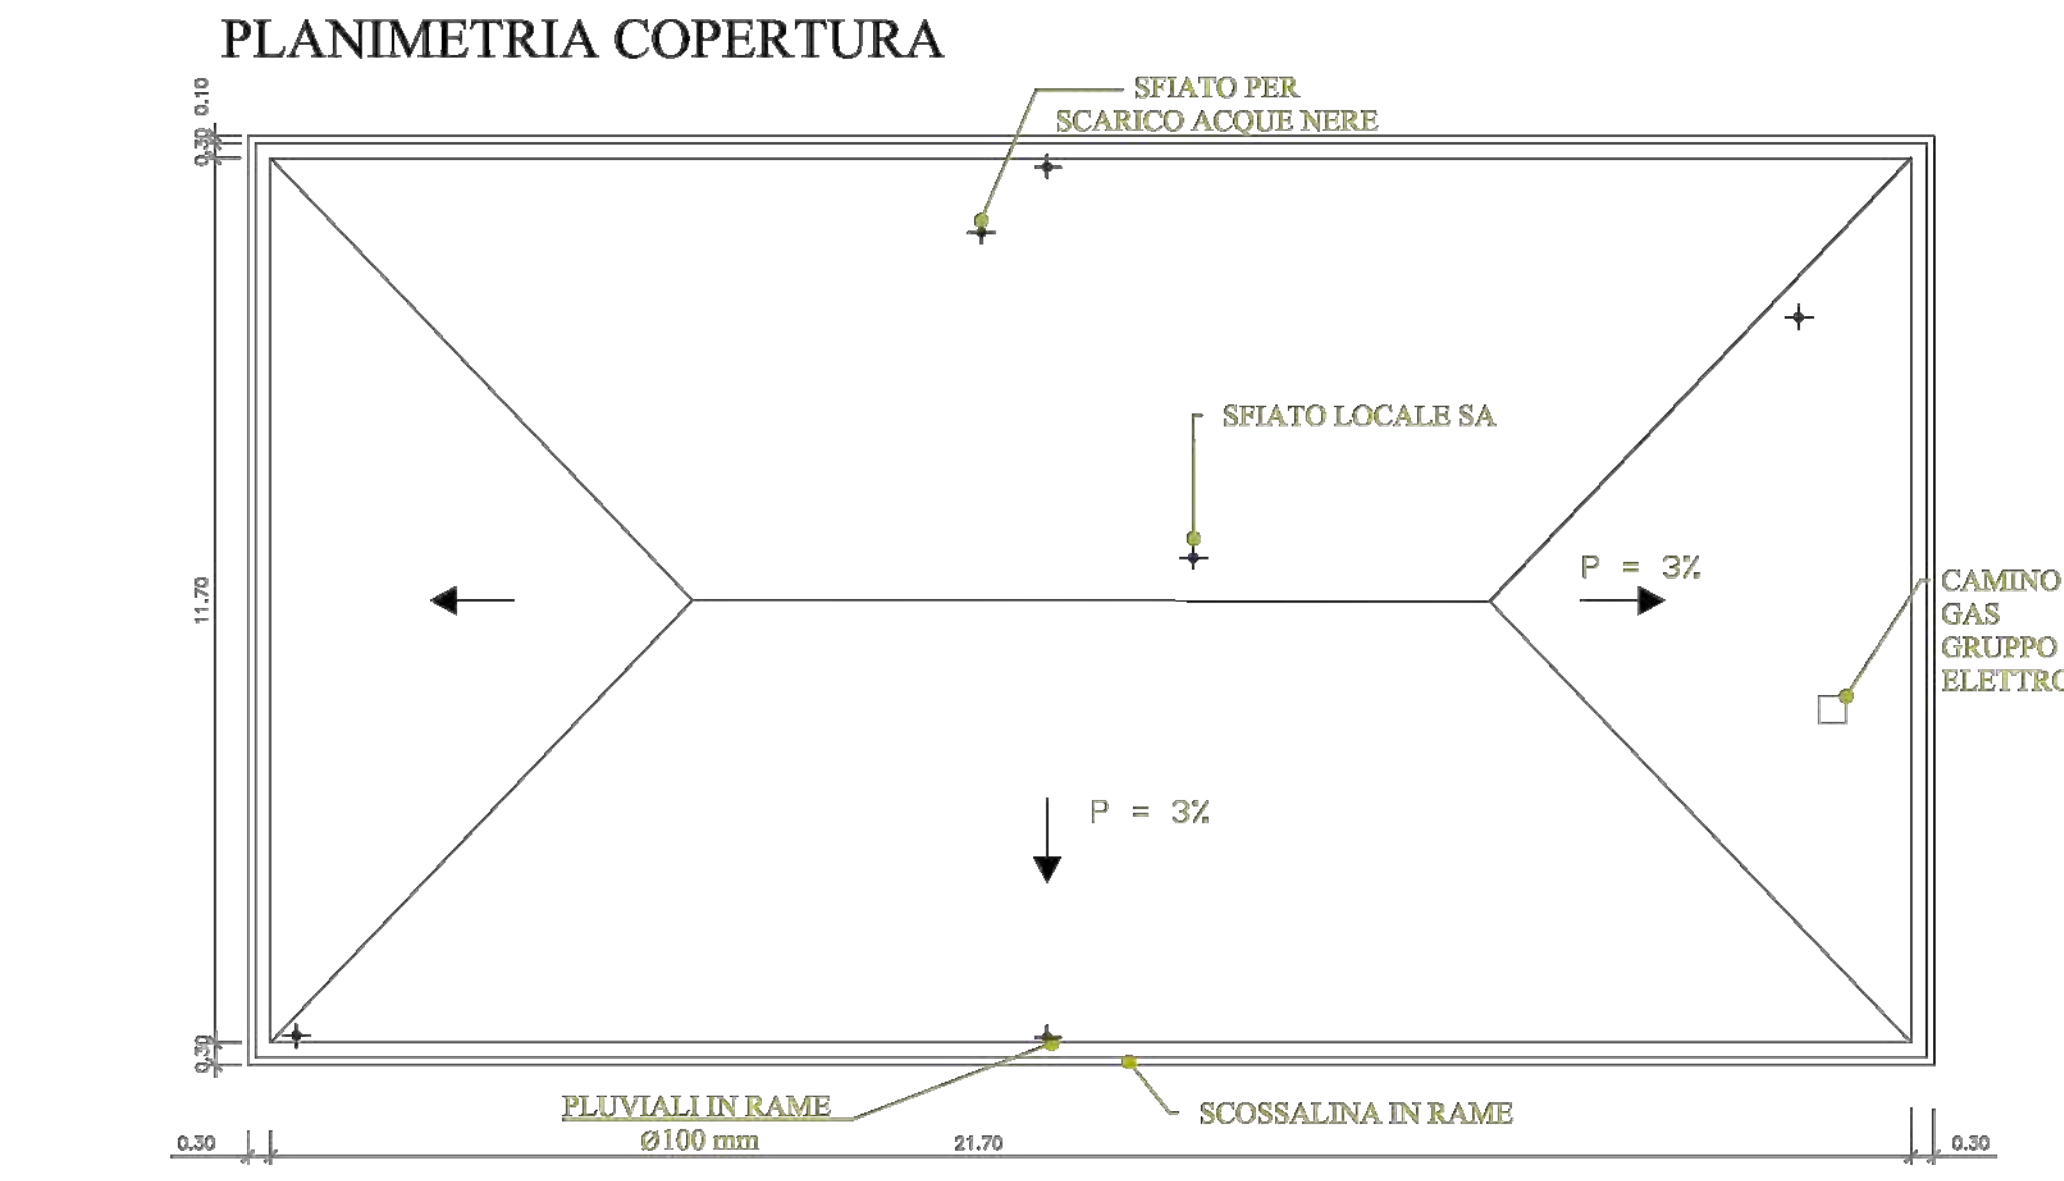 PLANIMETRIA COPERTURA
0.10
SFIATO PER
SCARICO ACQUE NERE
0.30
SFIATO LOCALE SA
P = 3%
CAMINO
GAS
GRUPPO
ELETTRO
11.70
P = 3%
0.30
PLUVIALI IN RAME
Ø100 mm
SCOSSALINA IN RAME
0.30
21.70
0.30